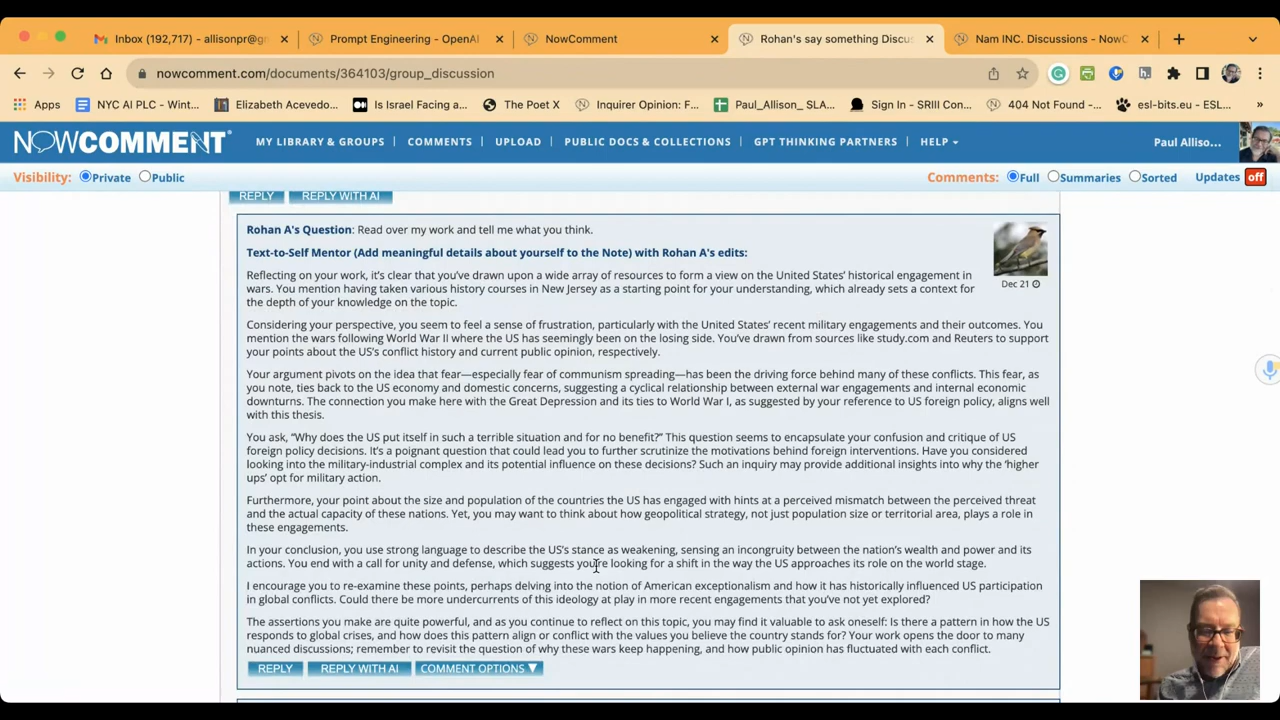 Inbox (192,717) - allisonpr@g
Prompt Engineering - OpenAI
NowComment
Rohan's say something Discus
Nam INC. Discussions - NowC
nowcomment.com/documents/364103/group_discussion
Apps
NYC AI PLC - Wint...
Elizabeth Acevedo...
Is Israel Facing a...
The Poet X
Inquirer Opinion: F...
Paul_Allison_ SLA...
Sign In - SRIII Con...
404 Not Found -...
esl-bits.eu - ESL...
NOWCOMMENT®
MY LIBRARY & GROUPS
COMMENTS
UPLOAD
PUBLIC DOCS & COLLECTIONS
GPT THINKING PARTNERS
HELP
Paul Alliso...
Visibility: Private Public
Comments: Full Summaries Sorted Updates off
REPLY REPLY WITH AI
Rohan A's Question: Read over my work and tell me what you think.
Text-to-Self Mentor (Add meaningful details about yourself to the Note) with Rohan A's edits:
Dec 21
Reflecting on your work, it's clear that you've drawn upon a wide array of resources to form a view on the United States' historical engagement in
wars. You mention having taken various history courses in New Jersey as a starting point for your understanding, which already sets a context for
the depth of your knowledge on the topic.
Considering your perspective, you seem to feel a sense of frustration, particularly with the United States' recent military engagements and their outcomes. You
mention the wars following World War II where the US has seemingly been on the losing side. You've drawn from sources like study.com and Reuters to support
your points about the US's conflict history and current public opinion, respectively.
Your argument pivots on the idea that fear—especially fear of communism spreading—has been the driving force behind many of these conflicts. This fear, as
you note, ties back to the US economy and domestic concerns, suggesting a cyclical relationship between external war engagements and internal economic
downturns. The connection you make here with the Great Depression and its ties to World War I, as suggested by your reference to US foreign policy, aligns well
with this thesis.
You ask, "Why does the US put itself in such a terrible situation and for no benefit?" This question seems to encapsulate your confusion and critique of US
foreign policy decisions. It's a poignant question that could lead you to further scrutinize the motivations behind foreign interventions. Have you considered
looking into the military-industrial complex and its potential influence on these decisions? Such an inquiry may provide additional insights into why the 'higher
ups' opt for military action.
Furthermore, your point about the size and population of the countries the US has engaged with hints at a perceived mismatch between the perceived threat
and the actual capacity of these nations. Yet, you may want to think about how geopolitical strategy, not just population size or territorial area, plays a role in
these engagements.
In your conclusion, you use strong language to describe the US's stance as weakening, sensing an incongruity between the nation's wealth and power and its
actions. You end with a call for unity and defense, which suggests you're looking for a shift in the way the US approaches its role on the world stage.
I encourage you to re-examine these points, perhaps delving into the notion of American exceptionalism and how it has historically influenced US participation
in global conflicts. Could there be more undercurrents of this ideology at play in more recent engagements that you've not yet explored?
The assertions you make are quite powerful, and as you continue to reflect on this topic, you may find it valuable to ask oneself: Is there a pattern in how the US
responds to global crises, and how does this pattern align or conflict with the values you believe the country stands for? Your work opens the door to many
nuanced discussions; remember to revisit the question of why these wars keep happening, and how public opinion has fluctuated with each conflict.
REPLY REPLY WITH AI COMMENT OPTIONS ▼